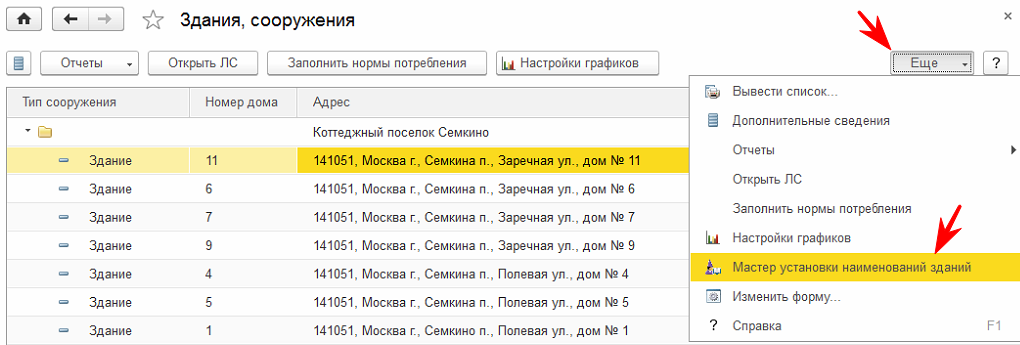 Здания, сооружения
Отчеты
Открыть ЛС
Заполнить нормы потребления
Настройки графиков
Еще
?
Тип сооружения Номер дома Адрес
Коттеджный поселок Семкино
Здание 11 141051, Москва г., Семкина п., Заречная ул., дом № 11
Здание 6 141051, Москва г., Семкина п., Заречная ул., дом № 6
Здание 7 141051, Москва г., Семкина п., Заречная ул., дом № 7
Здание 9 141051, Москва г., Семкина п., Заречная ул., дом № 9
Здание 4 141051, Москва г., Семкино п., Полевая ул., дом № 4
Здание 5 141051, Москва г., Семкино п., Полевая ул., дом № 5
Здание 1 141051, Москва г., Семкино п., Полевая ул., дом № 1
Вывести список...
Дополнительные сведения
Отчеты
Открыть ЛС
Заполнить нормы потребления
Настройки графиков
Мастер установки наименований зданий
Изменить форму...
? Справка F1